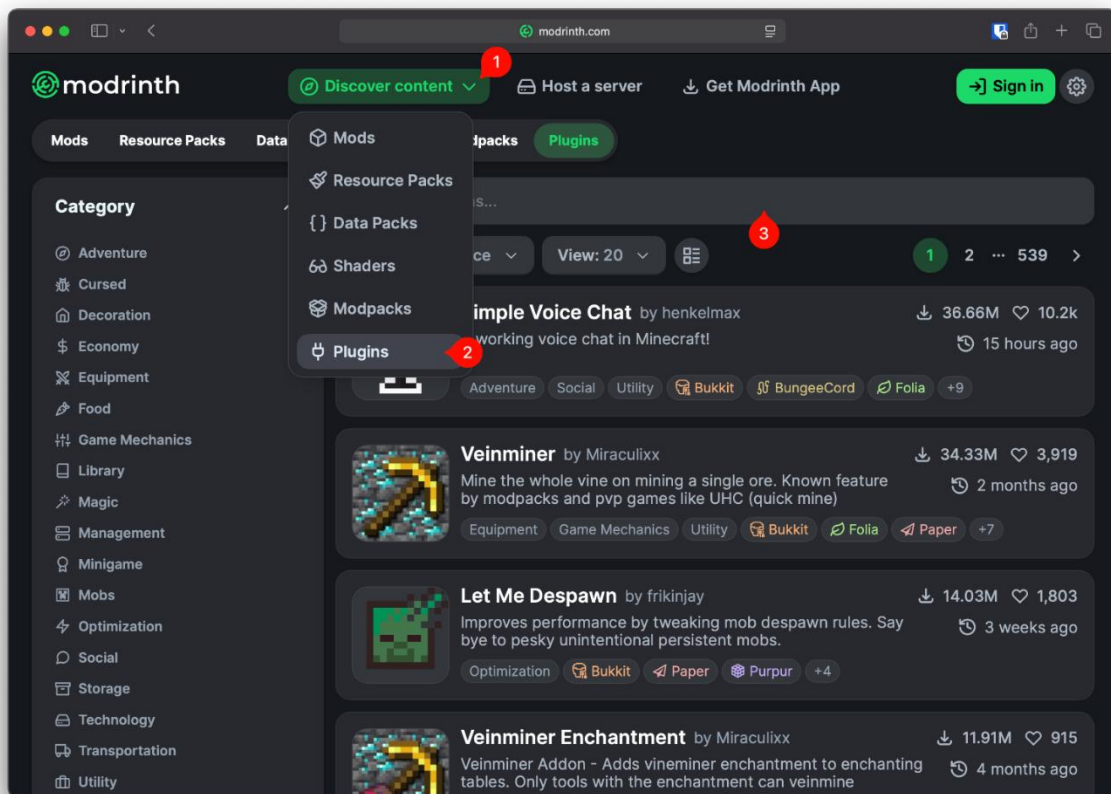 modrinth.com
1
modrinth
Discover content
Host a server
Get Modrinth App
Sign in
Mods
Resource Packs
Data
dpacks
Plugins
Mods
Resource Packs
{} Data Packs
Shaders
Modpacks
Plugins
2
Category
Adventure
Cursed
Decoration
$ Economy
Equipment
Food
Game Mechanics
Library
Magic
Management
Minigame
Mobs
Optimization
Social
Storage
Technology
Transportation
Utility
s...
3
ce
View: 20
1 2 ... 539 >
imple Voice Chat by henkelmax
36.66M 10.2k
working voice chat in Minecraft!
15 hours ago
Adventure Social Utility Bukkit BungeeCord Folia +9
Veinminer by Miraculixx
34.33M 3,919
Mine the whole vine on mining a single ore. Known feature
by modpacks and pvp games like UHC (quick mine)
2 months ago
Equipment Game Mechanics Utility Bukkit Folia Paper +7
Let Me Despawn by frikinjay
14.03M 1,803
Improves performance by tweaking mob despawn rules. Say
bye to pesky unintentional persistent mobs.
3 weeks ago
Optimization Bukkit Paper Purpur +4
Veinminer Enchantment by Miraculixx
11.91M 915
Veinminer Addon - Adds vineminer enchantment to enchanting
tables. Only tools with the enchantment can veinmine
4 months ago